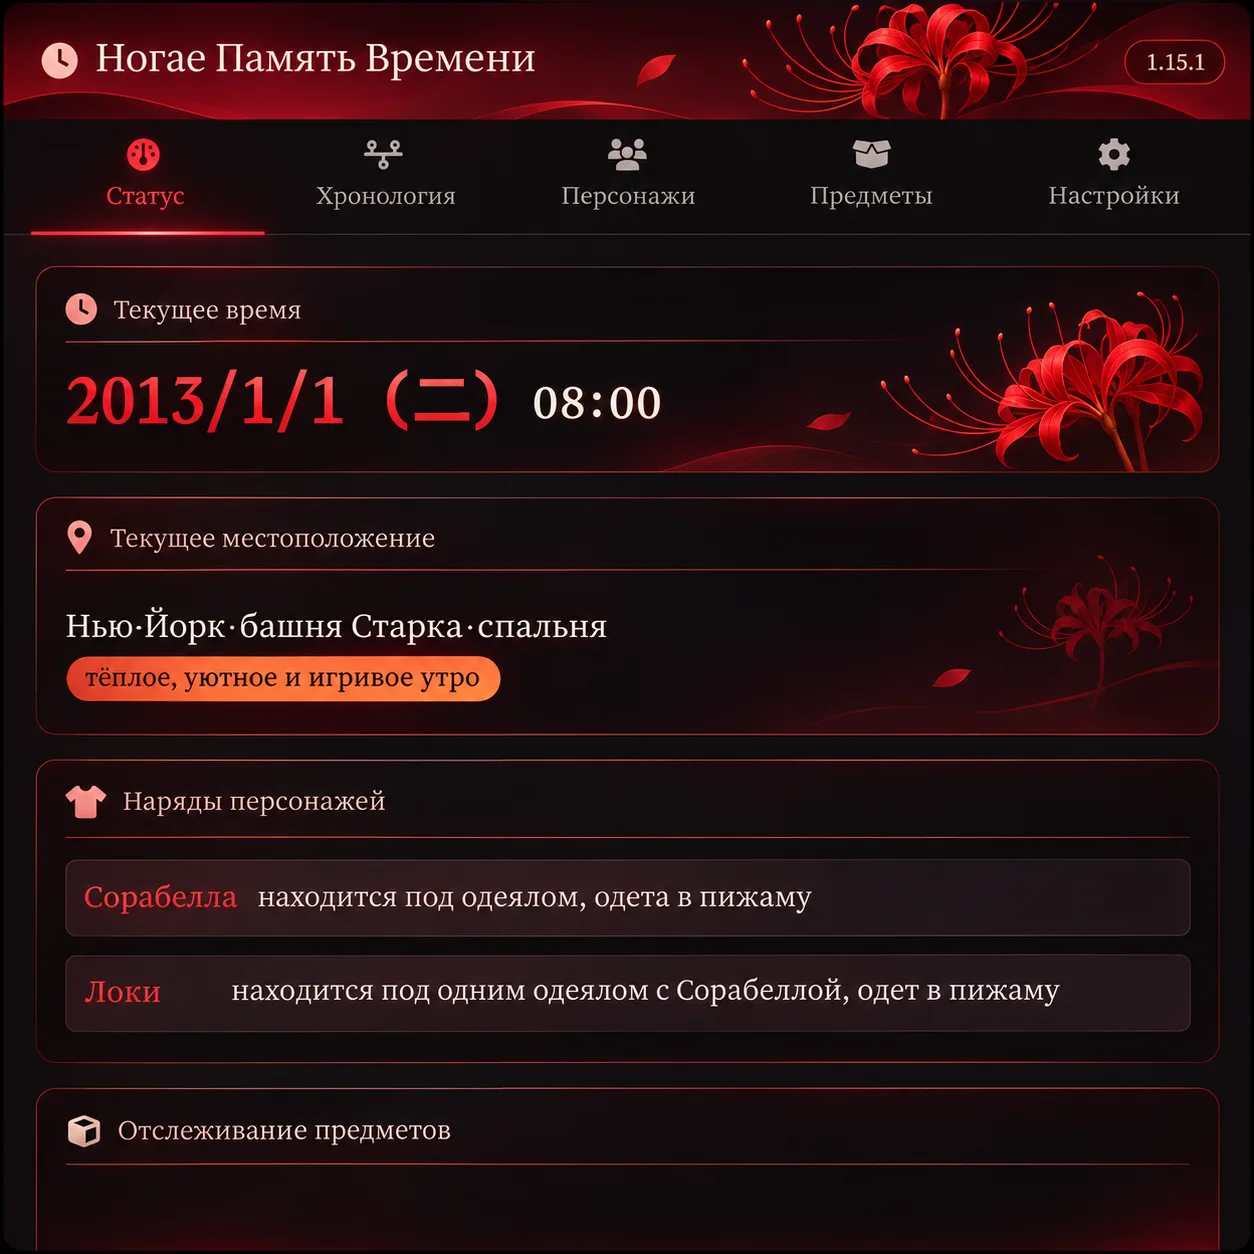 Ногае Память Времени
1.15.1
Статус
Хронология
Персонажи
Предметы
Настройки
Текущее время
2013/1/1（二）08:00
Текущее местоположение
Нью-Йорк·башня Старка·спальня
тёплое, уютное и игривое утро
Наряды персонажей
Сорабелла находится под одеялом, одета в пижаму
Локи находится под одним одеялом с Сорабеллой, одет в пижаму
Отслеживание предметов